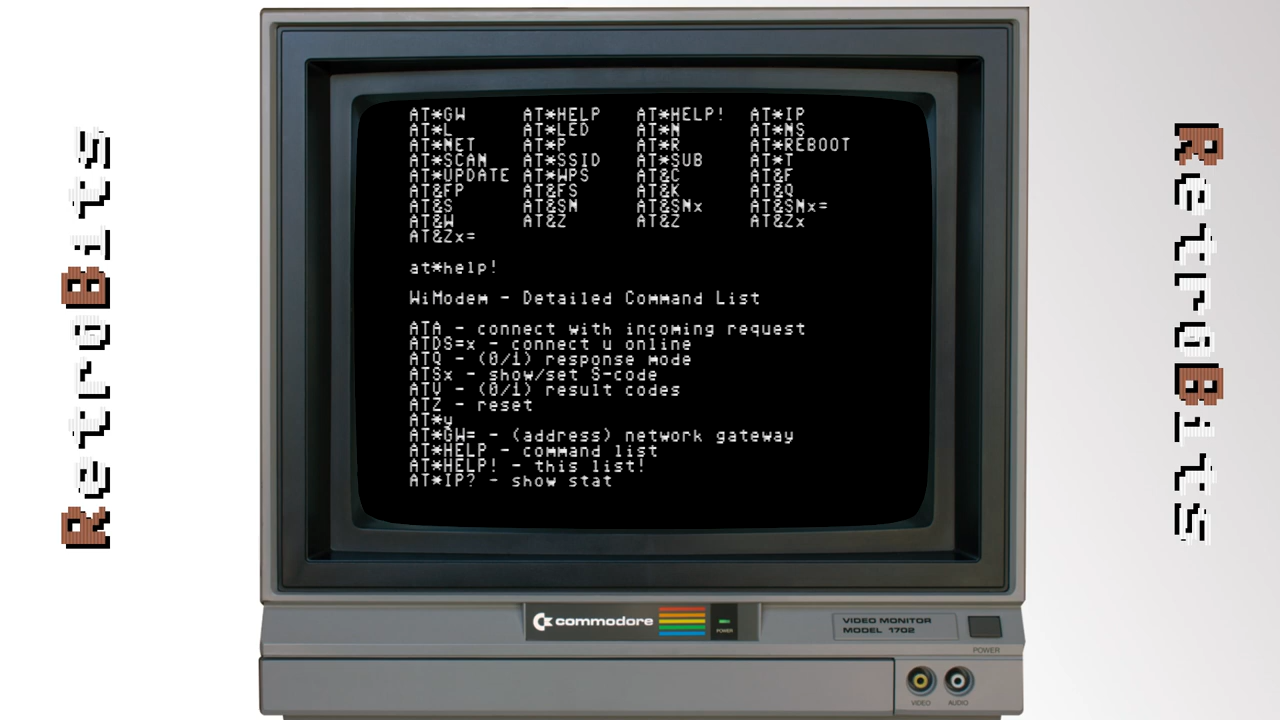 RetroBits
AT*GW AT*HELP AT*HELP! AT*IP
AT*L AT*LED AT*N AT*NS
AT*NET AT*P AT*R AT*REBOOT
AT*SCAN AT*SSID AT*SUB AT*T
AT*UPDATE AT*WPS AT&C AT&F
AT&FP AT&FS AT&K AT&Q
AT&S AT&SN AT&SNx AT&SNx=
AT&W AT&Z AT&Z AT&Zx
AT&Zx=
at*help!
WiModem - Detailed Command List
ATA - connect with incoming request
ATDS=x - connect u online
ATQ - (0/1) response mode
ATSx - show/set S-code
ATV - (0/1) result codes
ATZ - reset
AT*y
AT*GW= - (address) network gateway
AT*HELP - command list
AT*HELP! - this list!
AT*IP? - show stat
commodore
POWER
VIDEO MONITOR
MODEL 1702
POWER
VIDEO AUDIO
RetroBits